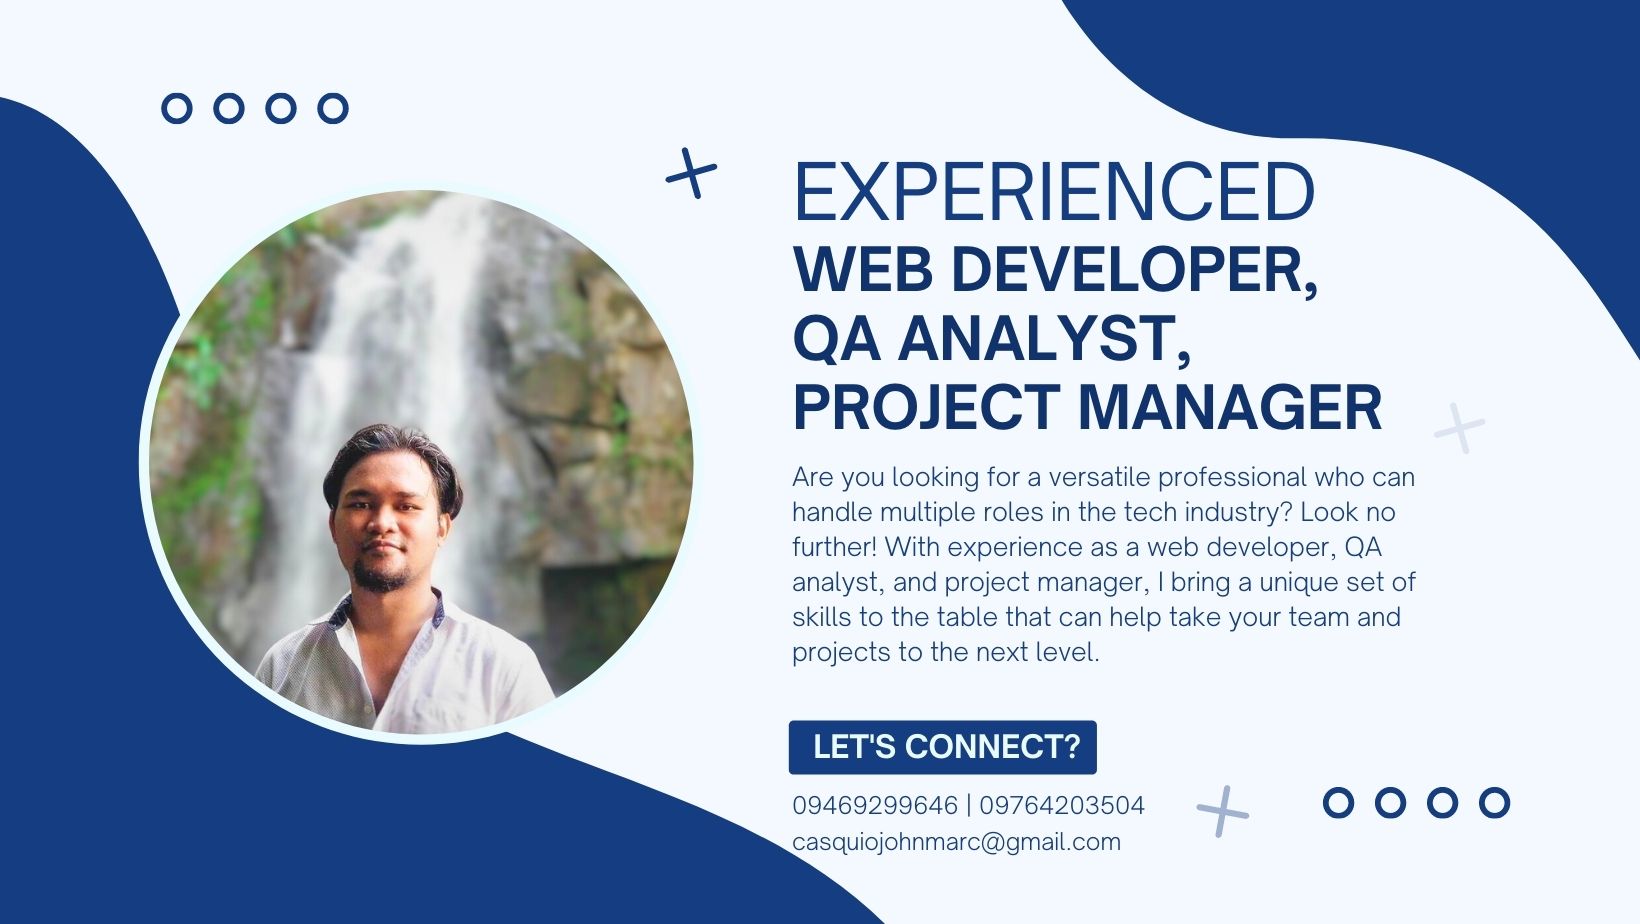 EXPERIENCED
WEB DEVELOPER,
QA ANALYST,
PROJECT MANAGER
Are you looking for a versatile professional who can
handle multiple roles in the tech industry? Look no
further! With experience as a web developer, QA
analyst, and project manager, I bring a unique set of
skills to the table that can help take your team and
projects to the next level.
LET'S CONNECT?
09469299646 | 09764203504
casquiojohnmarc@gmail.com